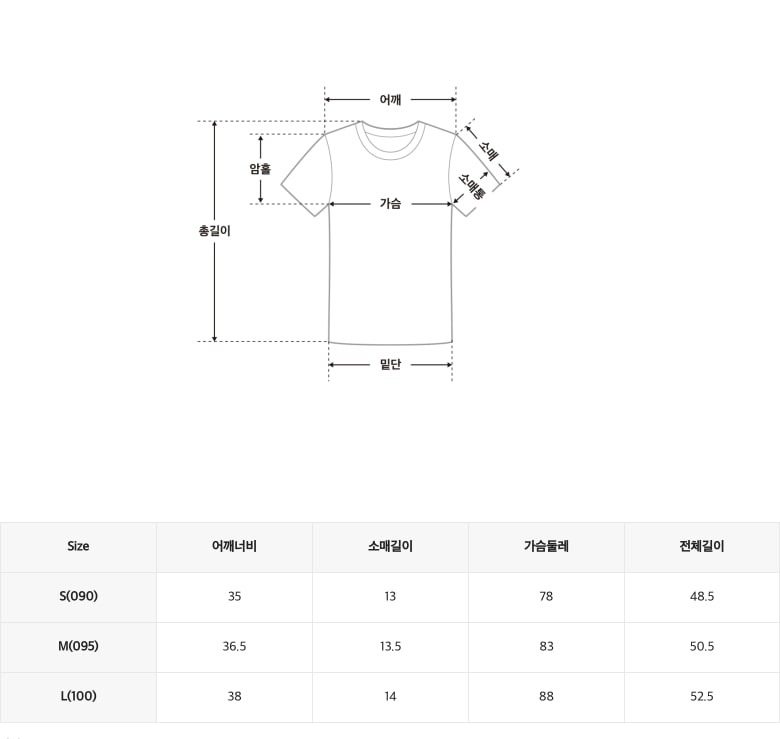 어깨
소매
암홀
소매통
가슴
총길이
밑단
Size 어깨너비 소매길이 가슴둘레 전체길이
S(090) 35 13 78 48.5
M(095) 36.5 13.5 83 50.5
L(100) 38 14 88 52.5